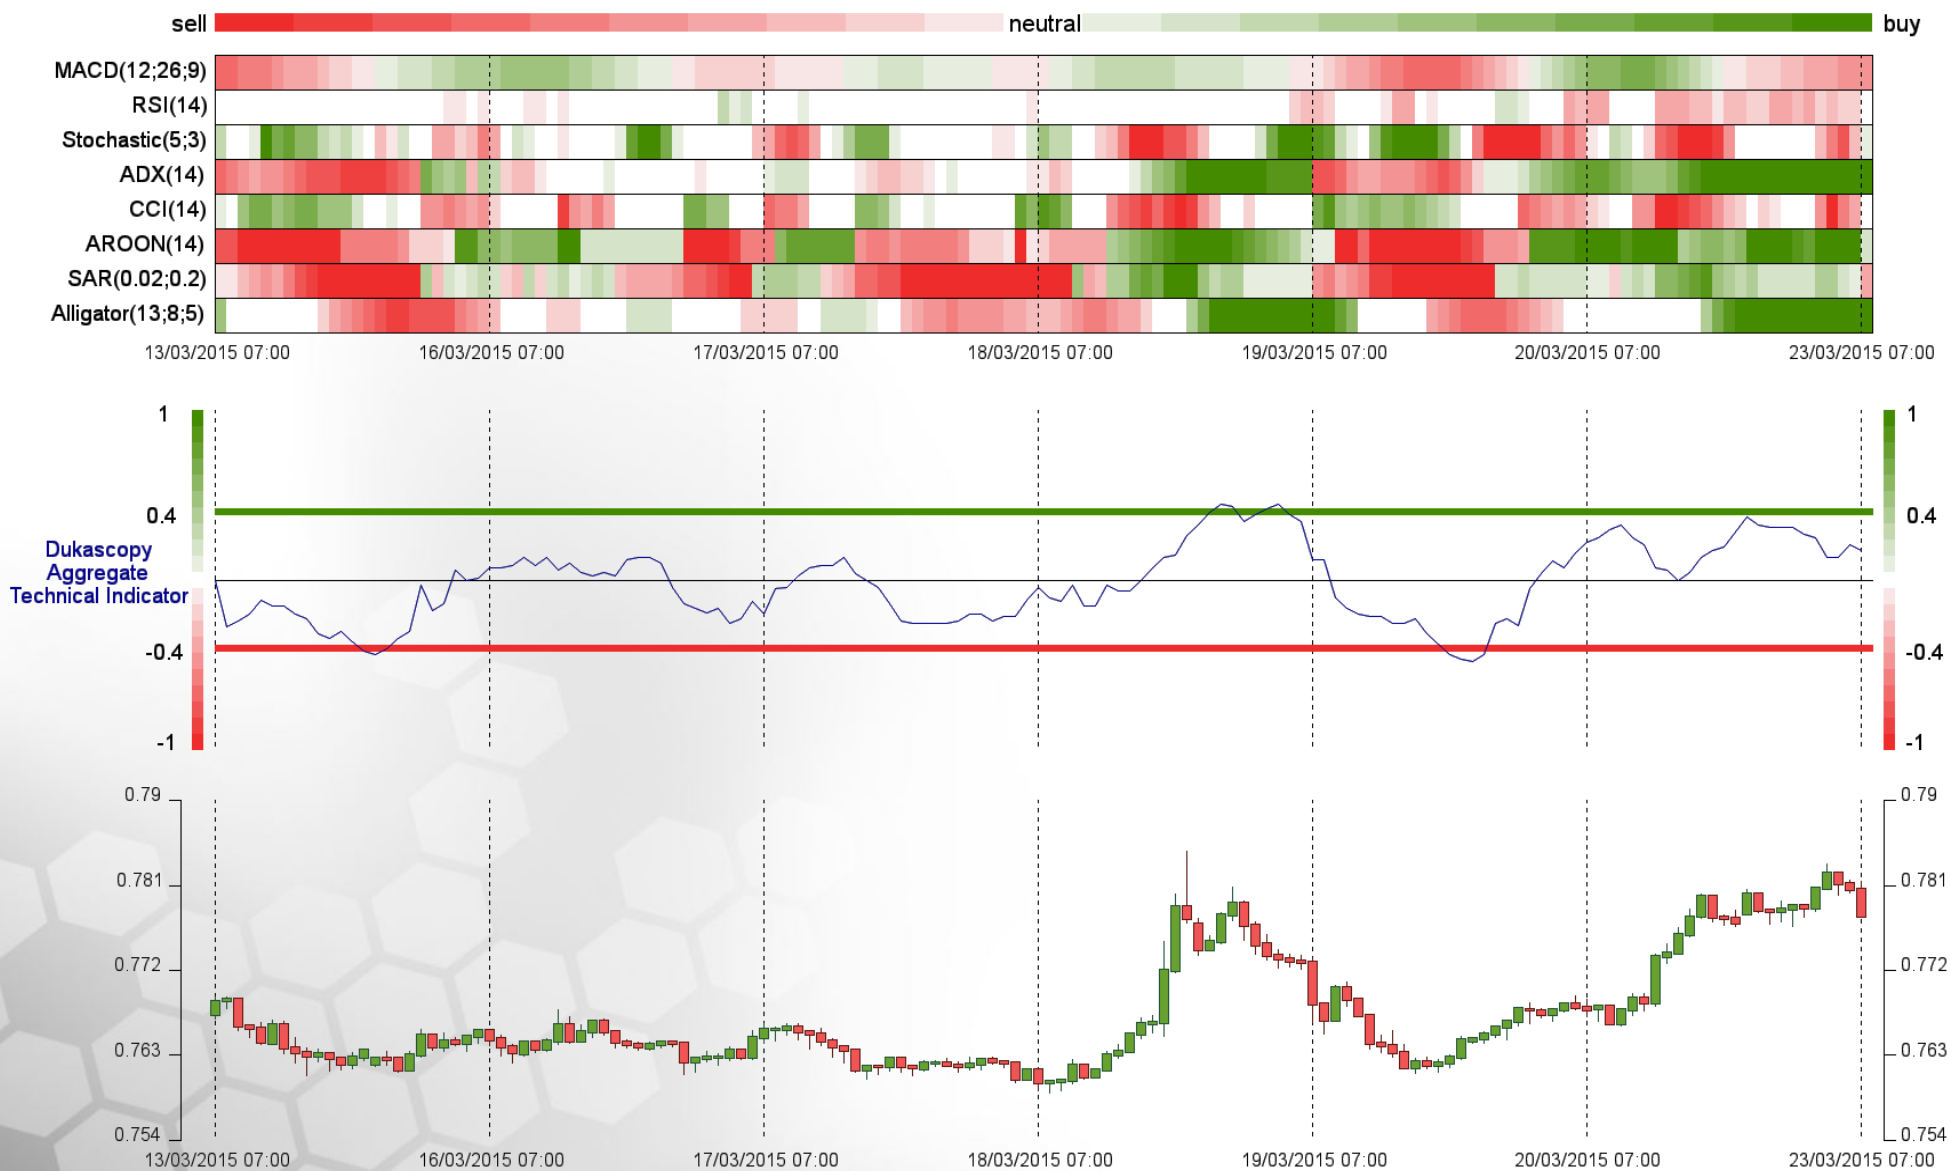 sell neutral buy
MACD(12;26;9)
RSI(14)
Stochastic(5;3)
ADX(14)
CCI(14)
AROON(14)
SAR(0.02;0.2)
Alligator(13;8;5)
13/03/2015 07:00 16/03/2015 07:00 17/03/2015 07:00 18/03/2015 07:00 19/03/2015 07:00 20/03/2015 07:00 23/03/2015 07:00
1 1
0.4 0.4
Dukascopy
Aggregate
Technical Indicator
-0.4 -0.4
-1 -1
0.79 0.79
0.781 0.781
0.772 0.772
0.763 0.763
0.754 0.754
13/03/2015 07:00 16/03/2015 07:00 17/03/2015 07:00 18/03/2015 07:00 19/03/2015 07:00 20/03/2015 07:00 23/03/2015 07:00